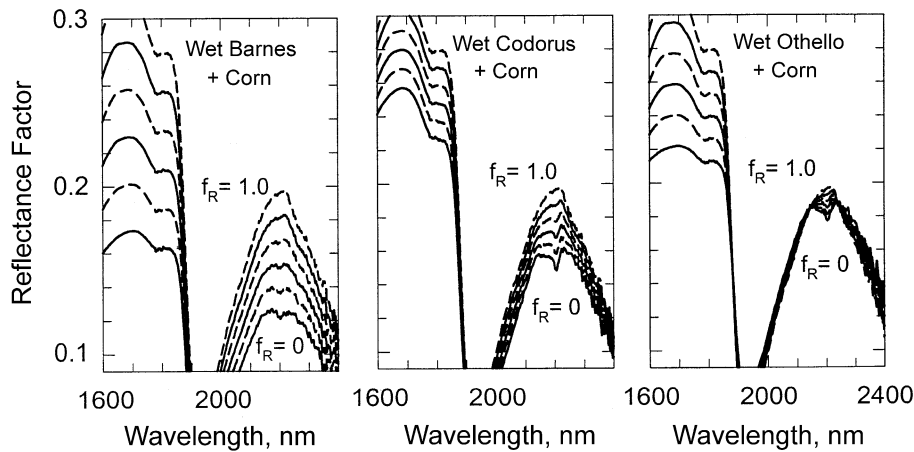 0.3
0.2
0.1
Reflectance Factor
Wet Barnes
+ Corn
f_R= 1.0
f_R= 0
1600
2000
Wavelength, nm
Wet Codorus
+ Corn
f_R= 1.0
f_R= 0
1600
2000
Wavelength, nm
Wet Othello
+ Corn
f_R= 1.0
f_R= 0
1600
2000
2400
Wavelength, nm